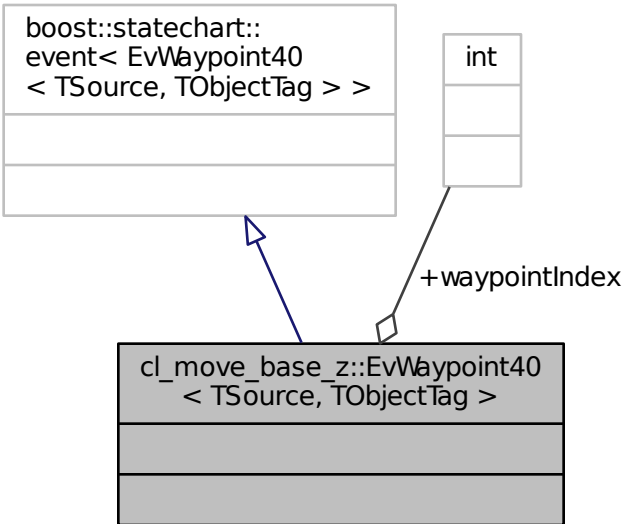 boost::statechart::
event< EvWaypoint40
< TSource, TObjectTag > >
int
+waypointIndex
cl_move_base_z::EvWaypoint40
< TSource, TObjectTag >